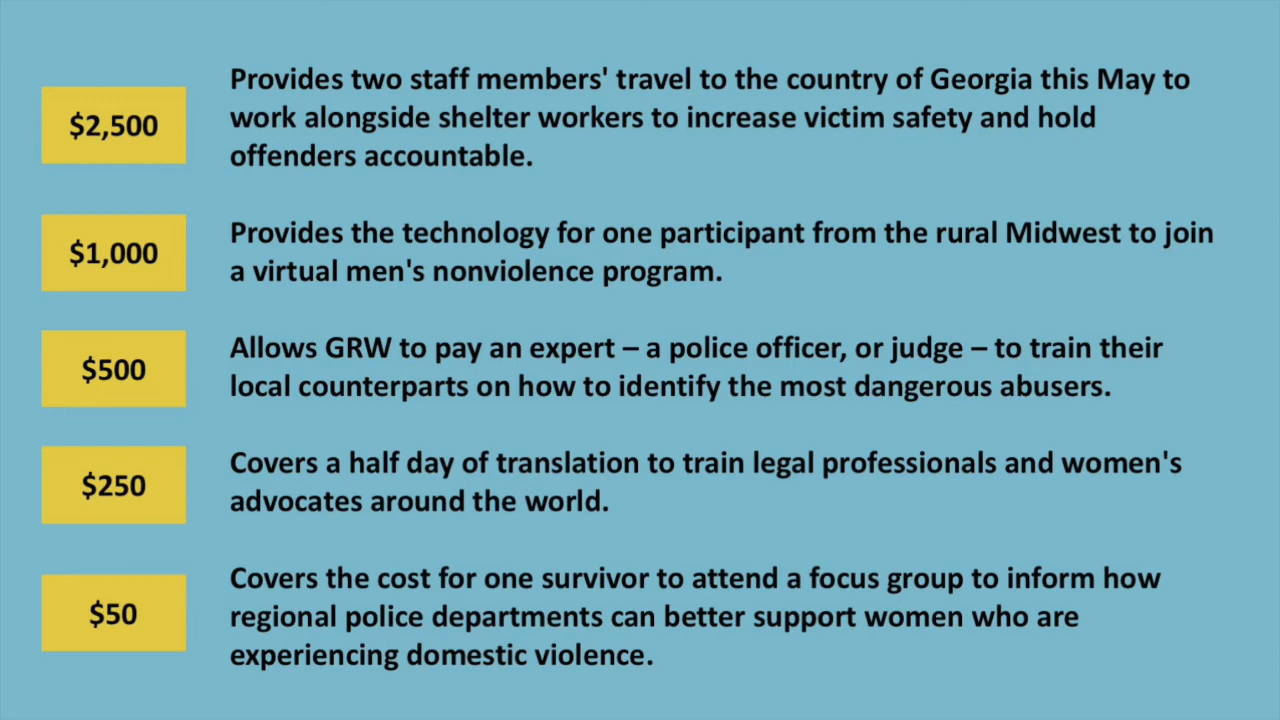 $2,500
Provides two staff members' travel to the country of Georgia this May to
work alongside shelter workers to increase victim safety and hold
offenders accountable.
$1,000
Provides the technology for one participant from the rural Midwest to join
a virtual men's nonviolence program.
$500
Allows GRW to pay an expert – a police officer, or judge – to train their
local counterparts on how to identify the most dangerous abusers.
$250
Covers a half day of translation to train legal professionals and women's
advocates around the world.
$50
Covers the cost for one survivor to attend a focus group to inform how
regional police departments can better support women who are
experiencing domestic violence.